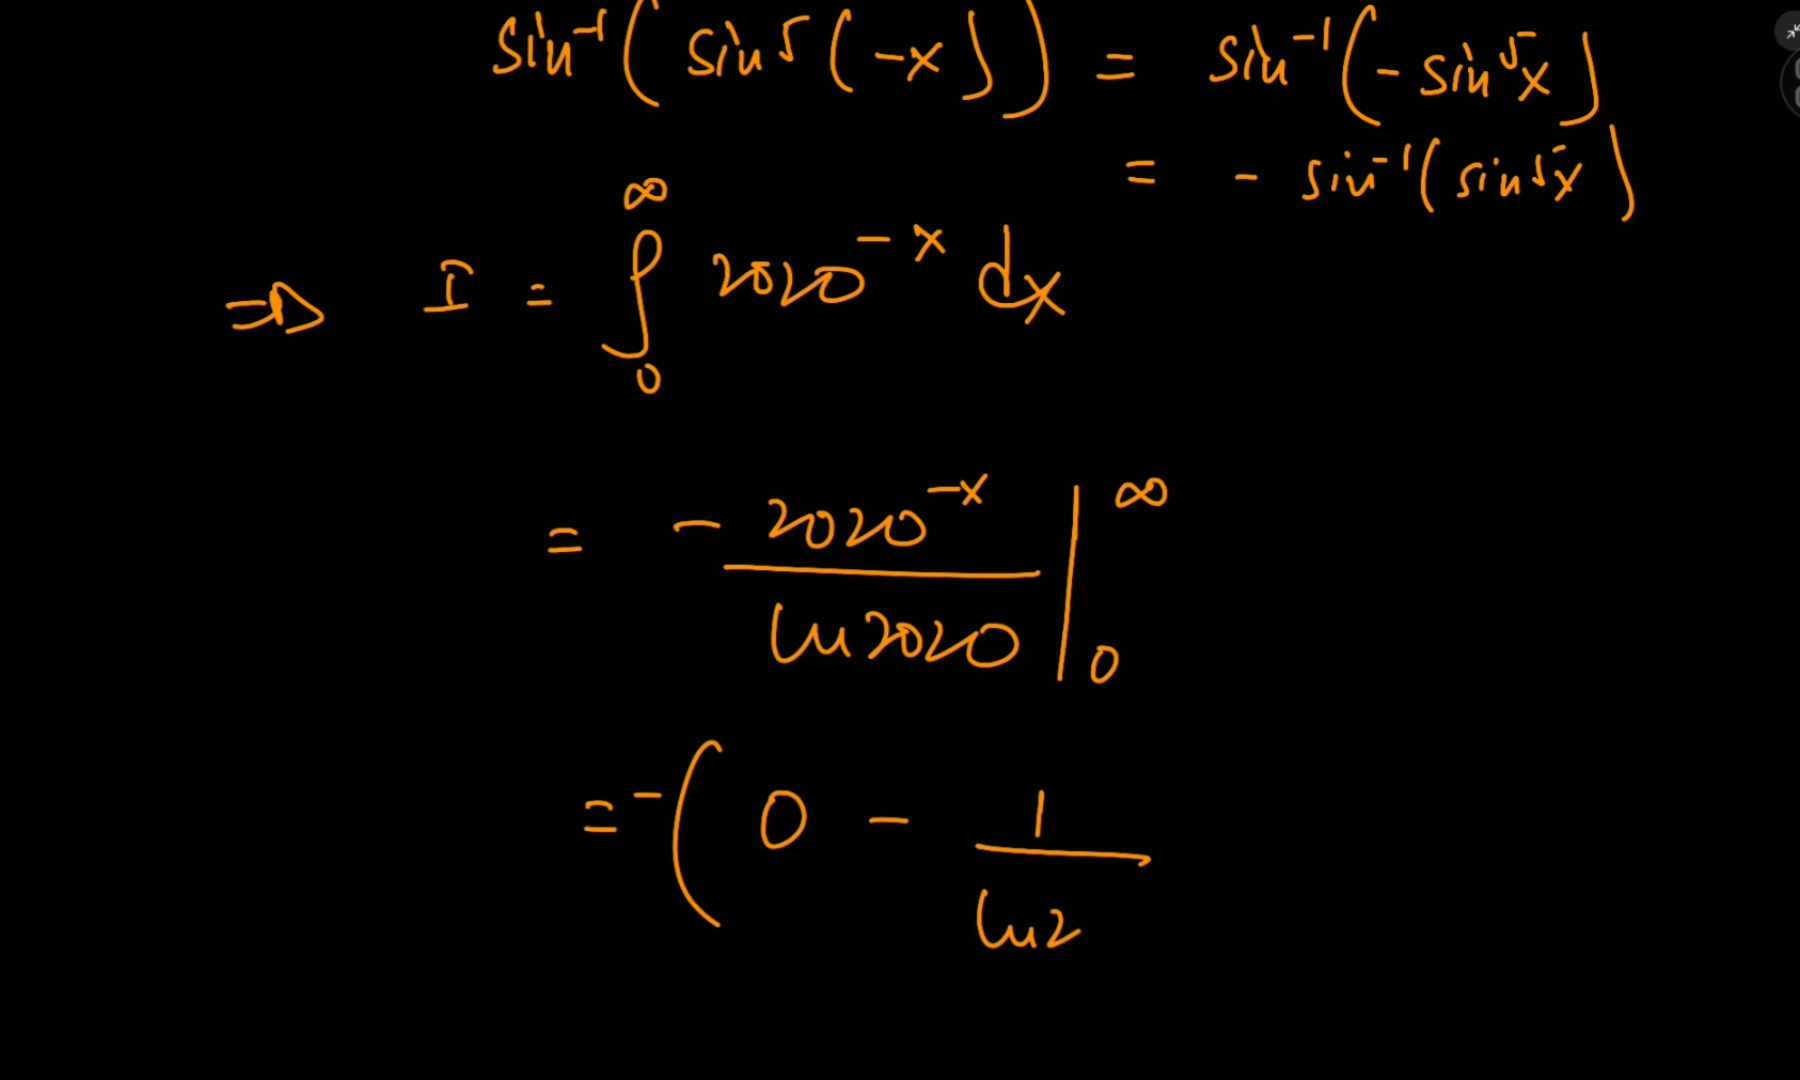 sin⁻¹(sin⁵(-x)) = sin⁻¹(-sin⁵x)
= - sin⁻¹(sin⁵x)
⇒ I = ∫₀^∞ 2020^(-x) dx
= - 2020^(-x) / ln2020 |₀^∞
= -( 0 - 1 / ln2